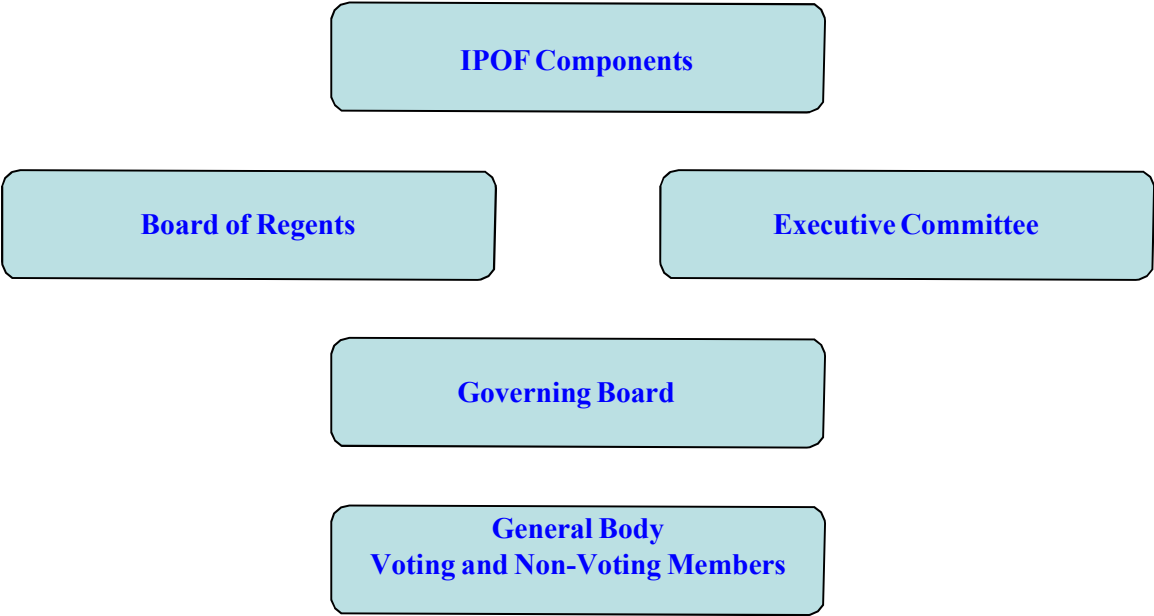 IPOF Components
Board of Regents
Executive Committee
Governing Board
General Body
Voting and Non-Voting Members